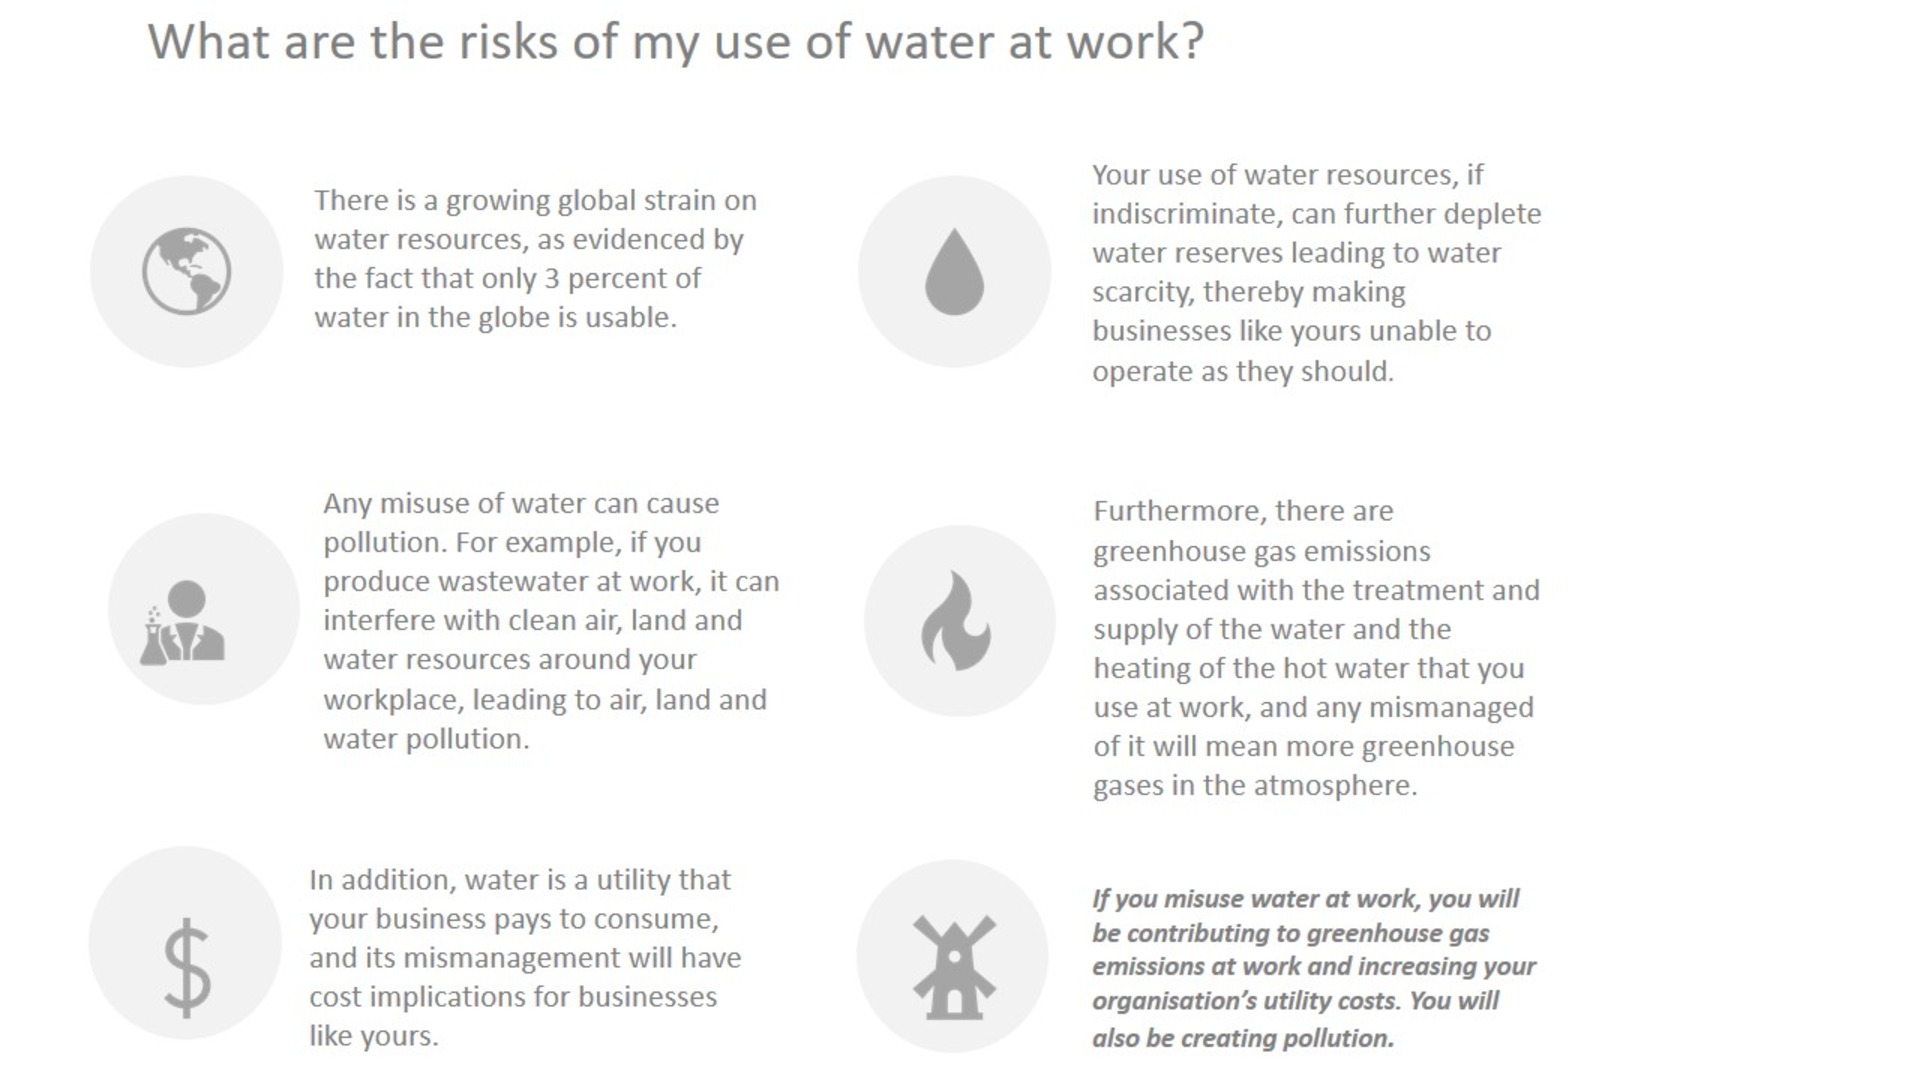 What are the risks of my use of water at work?
There is a growing global strain on
water resources, as evidenced by
the fact that only 3 percent of
water in the globe is usable.
Your use of water resources, if
indiscriminate, can further deplete
water reserves leading to water
scarcity, thereby making
businesses like yours unable to
operate as they should.
Any misuse of water can cause
pollution. For example, if you
produce wastewater at work, it can
interfere with clean air, land and
water resources around your
workplace, leading to air, land and
water pollution.
Furthermore, there are
greenhouse gas emissions
associated with the treatment and
supply of the water and the
heating of the hot water that you
use at work, and any mismanaged
of it will mean more greenhouse
gases in the atmosphere.
In addition, water is a utility that
your business pays to consume,
and its mismanagement will have
cost implications for businesses
like yours.
If you misuse water at work, you will
be contributing to greenhouse gas
emissions at work and increasing your
organisation’s utility costs. You will
also be creating pollution.